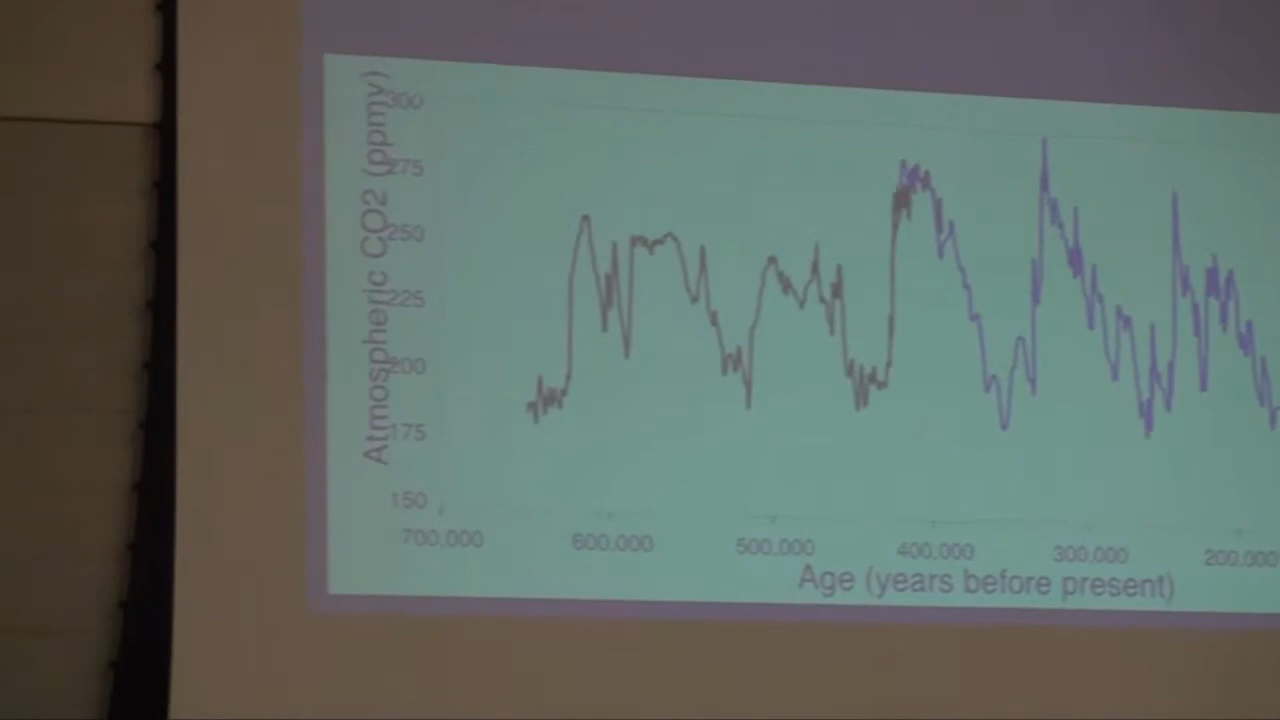 Atmospheric CO2 (ppmv)
300
275
250
225
200
175
150
700,000 600,000 500,000 400,000 300,000 200,000
Age (years before present)